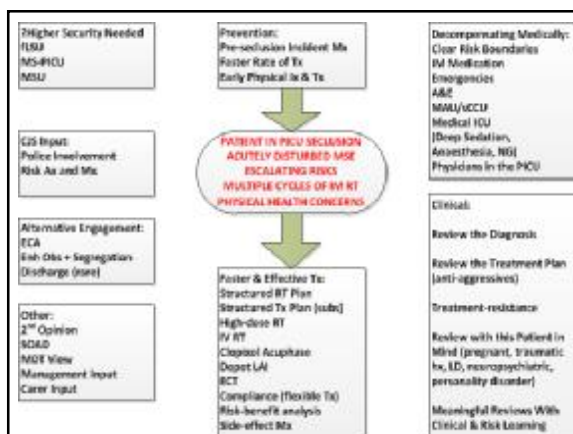 ?Higher Security Needed
FLSU
MS-PICU
MSU
CJS Input:
Police Involvement
Risk Ax and Mx
Alternative Engagement:
ECA
Enh Obs + Segregation
Discharge (rare)
Other:
2nd Opinion
SOAD
MDT View
Management Input
Carer Input
Prevention:
Pre-seclusion Incident Mx
Faster Rate of Tx
Early Physical Ix & Tx
PATIENT IN PICU SECLUSION
ACUTELY DISTURBED MSE
ESCALATING RISKS
MULTIPLE CYCLES OF IM RT
PHYSICAL HEALTH CONCERNS
Faster & Effective Tx:
Structured RT Plan
Structured Tx Plan (subs)
High-dose RT
IV RT
Clopixol Acuphase
Depot LAI
ECT
Compliance (flexible Tx)
Risk-benefit analysis
Side-effect Mx
Decompensating Medically:
Clear Risk Boundaries
IM Medication
Emergencies
A&E
MAU/sCCU
Medical ICU
(Deep Sedation,
Anaesthesia, NG)
Physicians in the PICU
Clinical:
Review the Diagnosis
Review the Treatment Plan
(anti-aggressives)
Treatment-resistance
Review with this Patient in
Mind (pregnant, traumatic
hx, LD, neuropsychiatric,
personality disorder)
Meaningful Reviews With
Clinical & Risk Learning